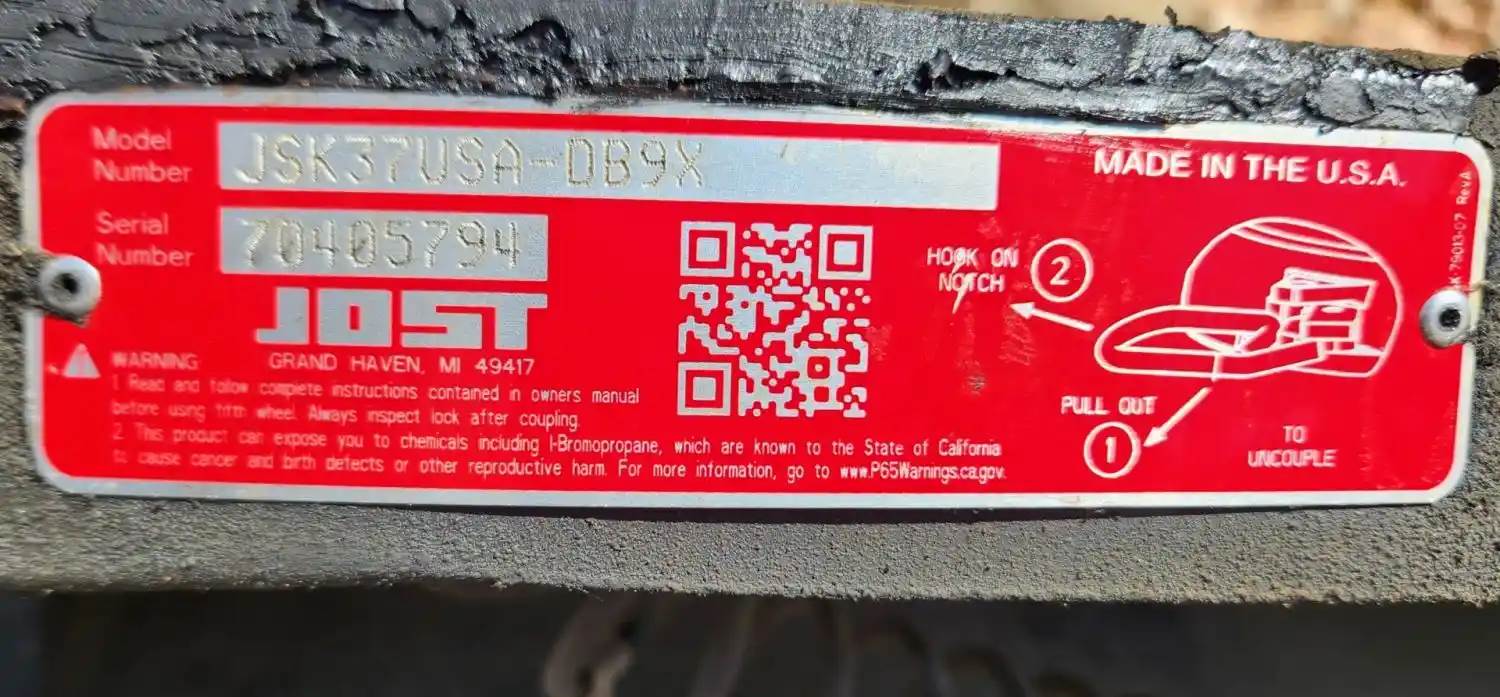 Model
Number
JSK37USA-DB9X
Serial
Number
70405794
JOST
GRAND HAVEN, MI 49417
WARNING
1 Read and follow complete instructions contained in owners manual
before using fifth wheel. Always inspect lock after coupling.
2 This product can expose you to chemicals including 1-Bromopropane, which are known to the State of California
to cause cancer and birth defects or other reproductive harm. For more information, go to www.P65Warnings.ca.gov.
MADE IN THE U.S.A.
HOOK ON
NOTCH
2
PULL OUT
1
TO
UNCOUPLE
79013-07 RevA